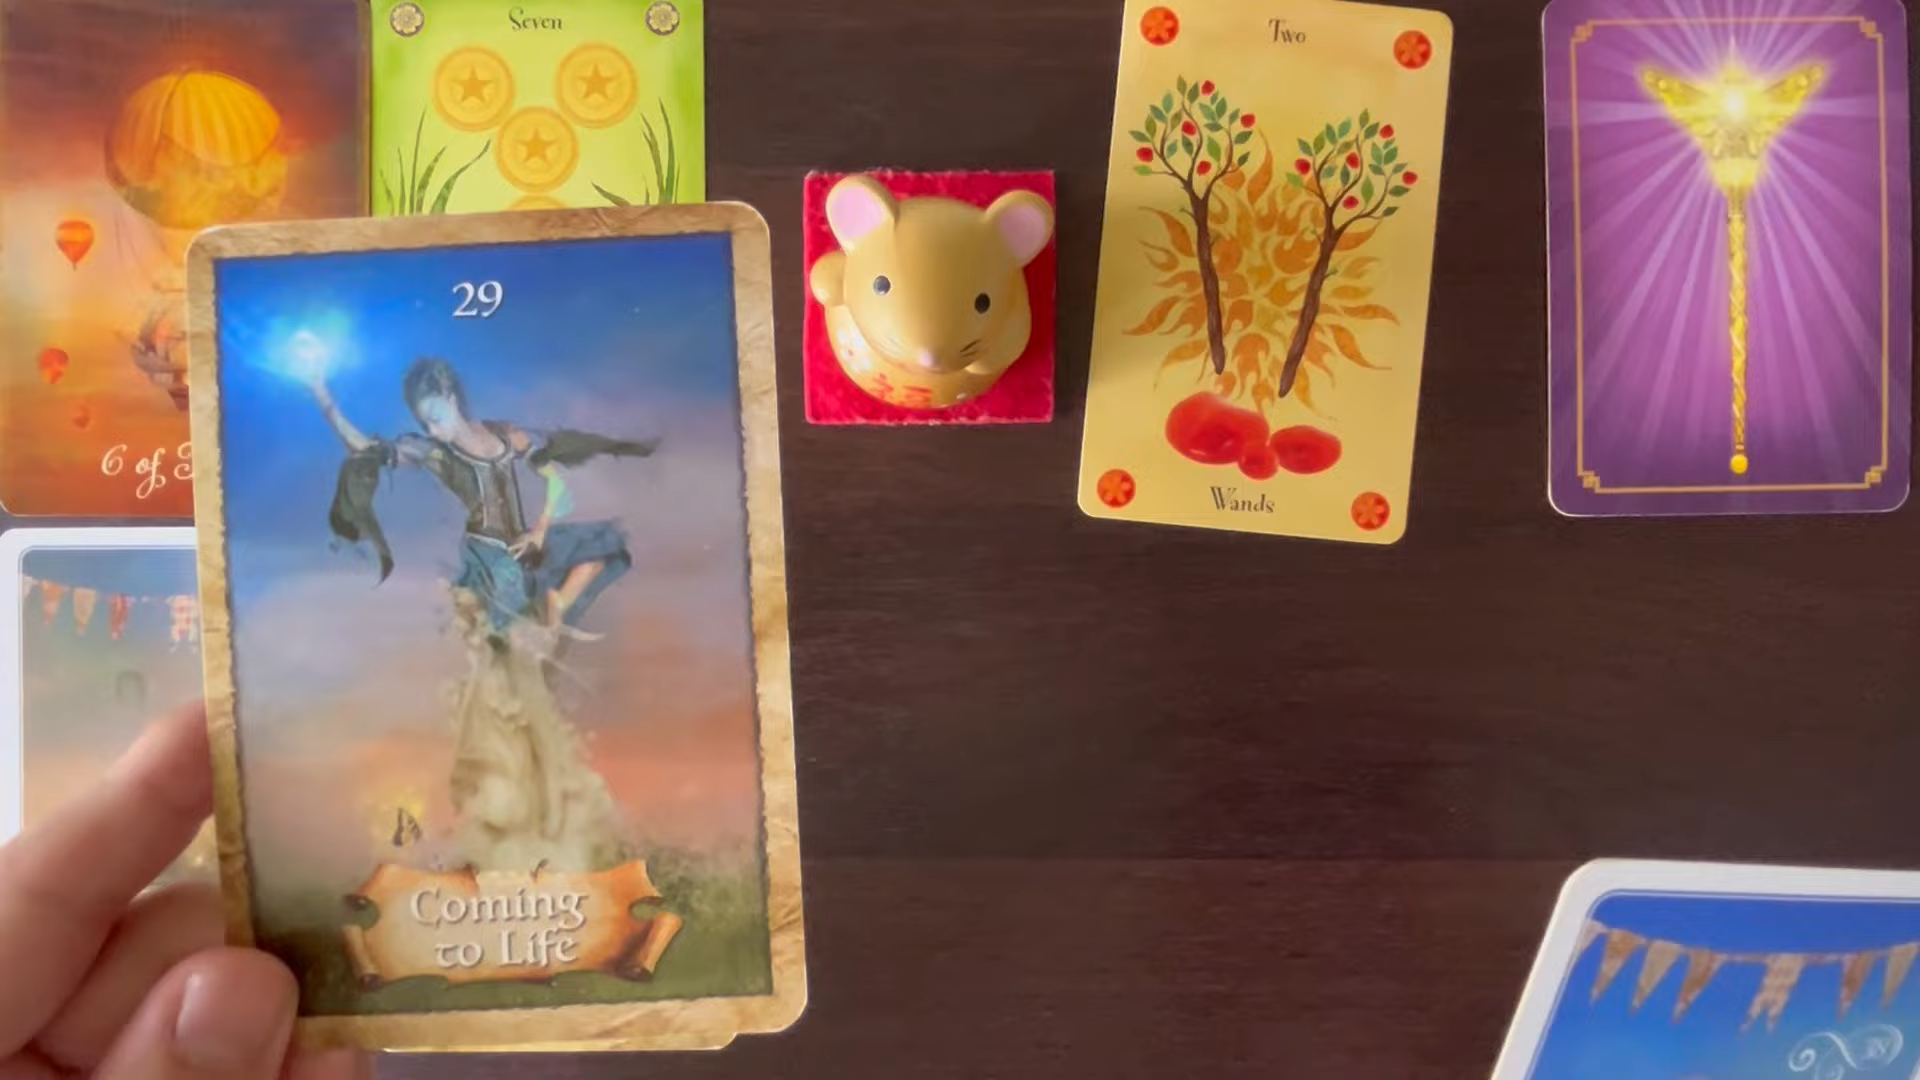 Seven
Two
29
6 of
Wands
Coming
to Life